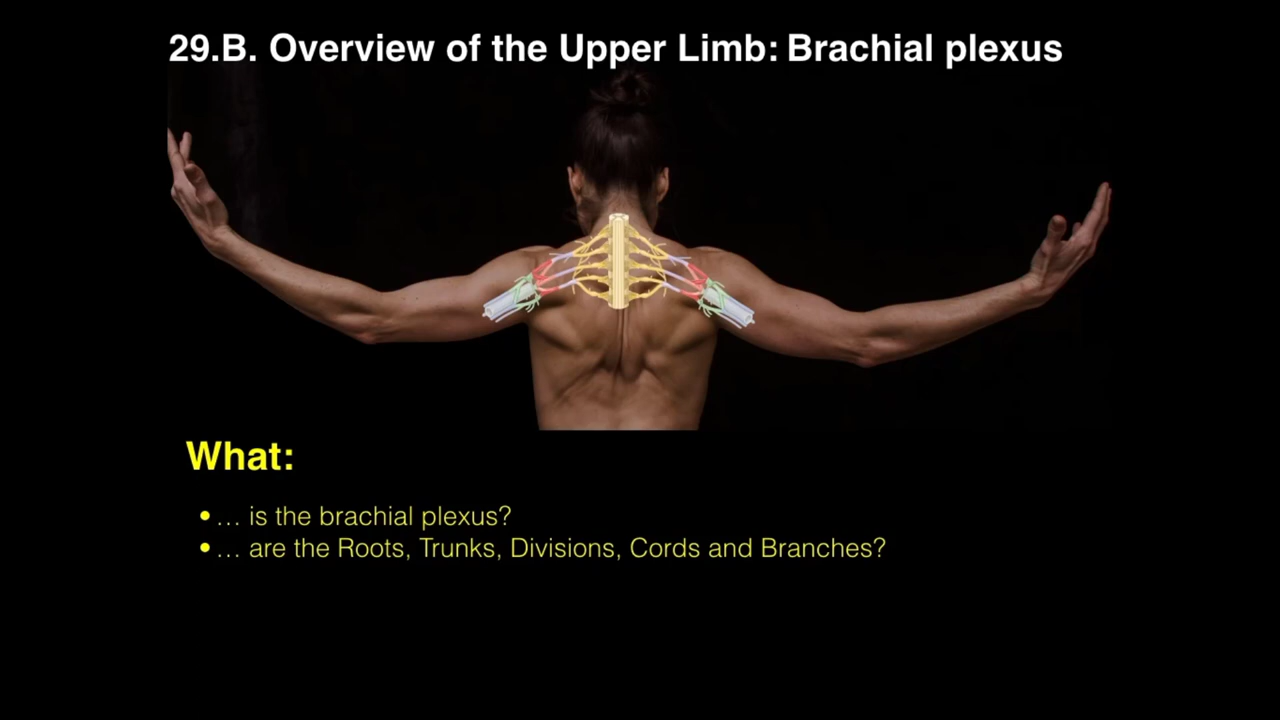 29.B. Overview of the Upper Limb: Brachial plexus
What:
• … is the brachial plexus?
• … are the Roots, Trunks, Divisions, Cords and Branches?